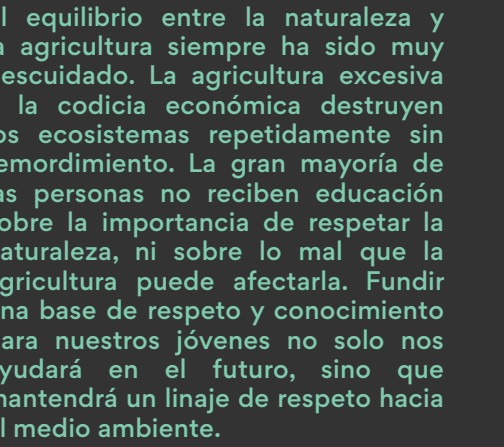 l equilibrio entre la naturaleza y
a agricultura siempre ha sido muy
escuidado. La agricultura excesiva
la codicia económica destruyen
os ecosistemas repetidamente sin
emordimiento. La gran mayoría de
as personas no reciben educación
obre la importancia de respetar la
aturaleza, ni sobre lo mal que la
gricultura puede afectarla. Fundir
na base de respeto y conocimiento
ara nuestros jóvenes no solo nos
yudará en el futuro, sino que
nantendrá un linaje de respeto hacia
l medio ambiente.